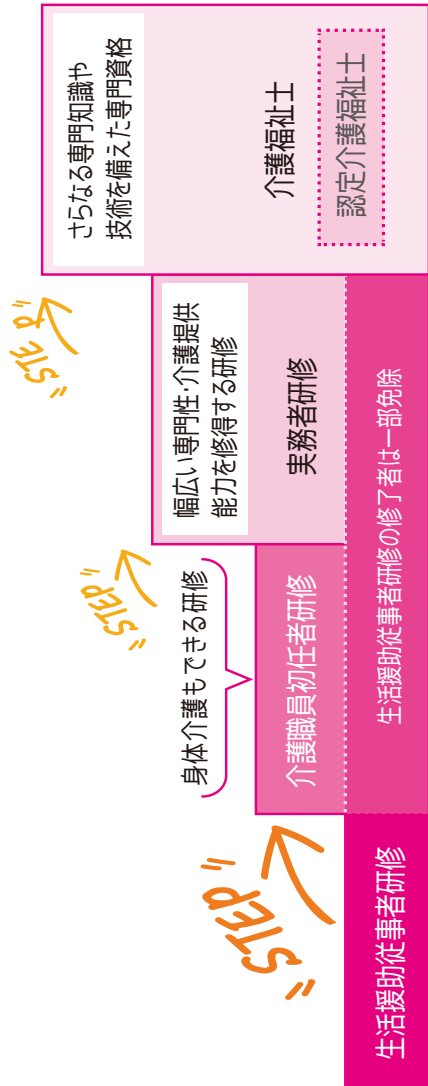 生活援助従事者研修
"STEP"
身体介護もできる研修
介護職員初任者研修
生活援助従事者研修の修了者は一部免除
"STEP"
幅広い専門性・介護提供
能力を修得する研修
実務者研修
"STEP"
さらなる専門知識や
技術を備えた専門資格
介護福祉士
認定介護福祉士